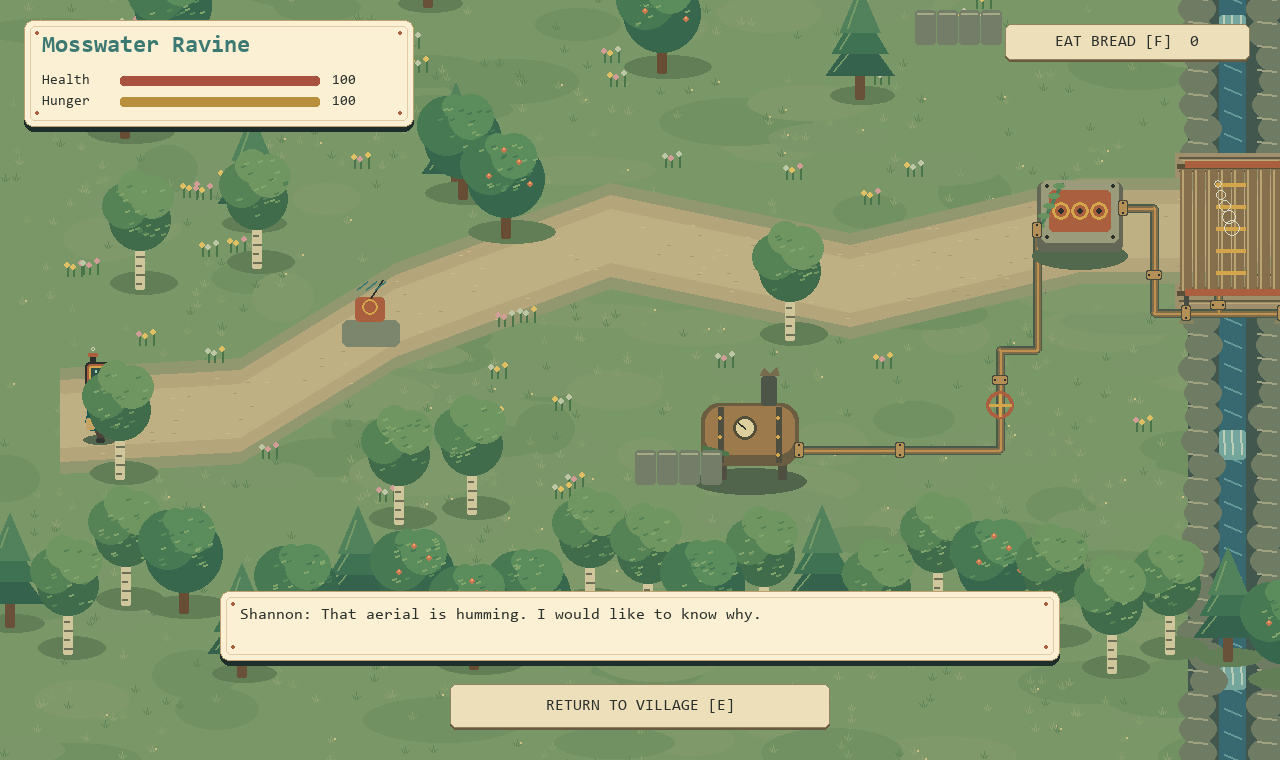 Mosswater Ravine
Health 100
Hunger 100
EAT BREAD [F] 0
Shannon: That aerial is humming. I would like to know why.
RETURN TO VILLAGE [E]